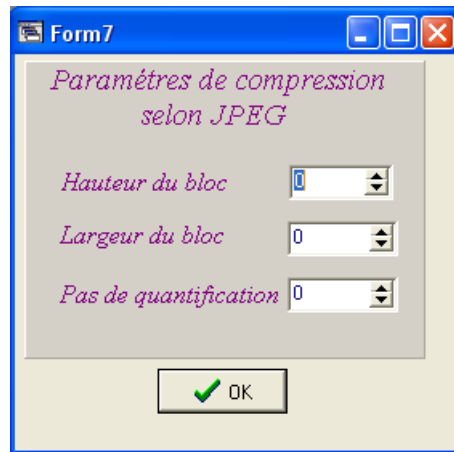 Form7
Paramétres de compression
selon JPEG
Hauteur du bloc 0
Largeur du bloc 0
Pas de quantification 0
OK